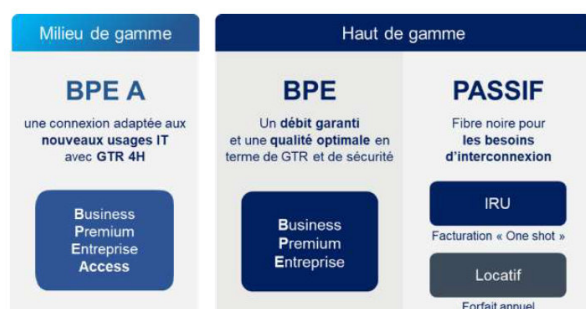 Milieu de gamme
BPE A
une connexion adaptée aux
nouveaux usages IT
avec GTR 4H
Business
Premium
Entreprise
Access
Haut de gamme
BPE
Un débit garanti
et une qualité optimale en
terme de GTR et de sécurité
Business
Premium
Entreprise
PASSIF
Fibre noire pour
les besoins
d'interconnexion
IRU
Facturation « One shot »
Locatif
Forfait annuel